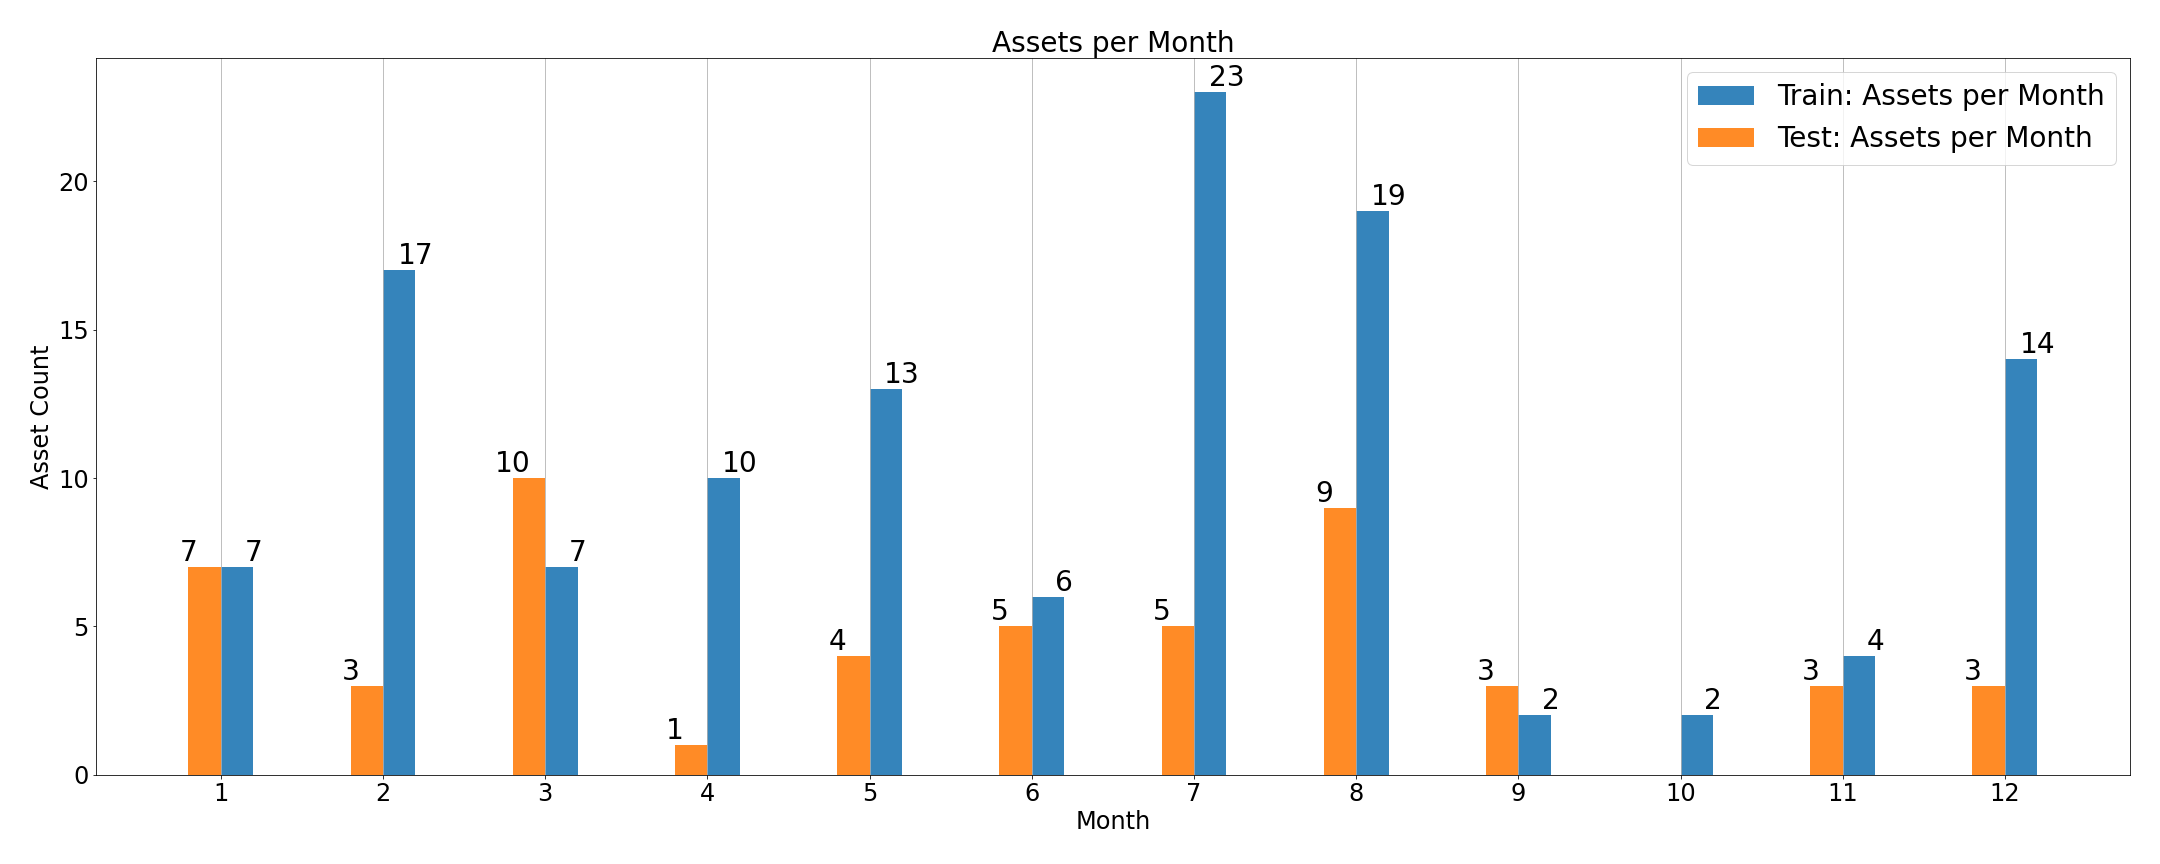 Assets per Month
Train: Assets per Month
Test: Assets per Month
Asset Count
20
15
10
5
0
7 7
3 17
10 7
1 10
4 13
5 6
5 23
9 19
3 2
2
3 4
3 14
1 2 3 4 5 6 7 8 9 10 11 12
Month